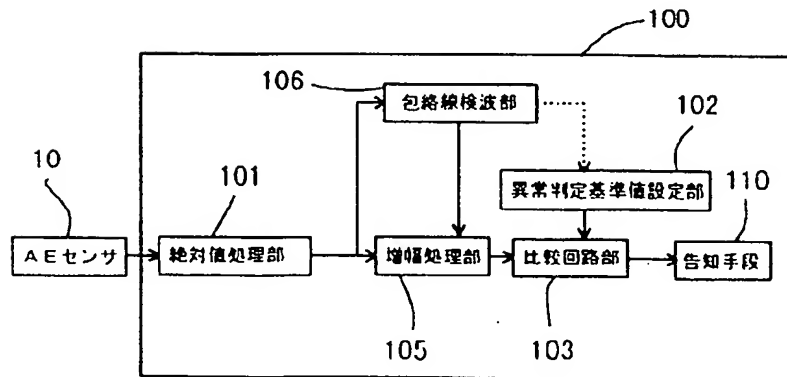 100
106
包絡線検波部
102
10
101
異常判定基準値設定部
110
AEセンサ
絶対値処理部
増幅処理部
比較回路部
告知手段
105
103